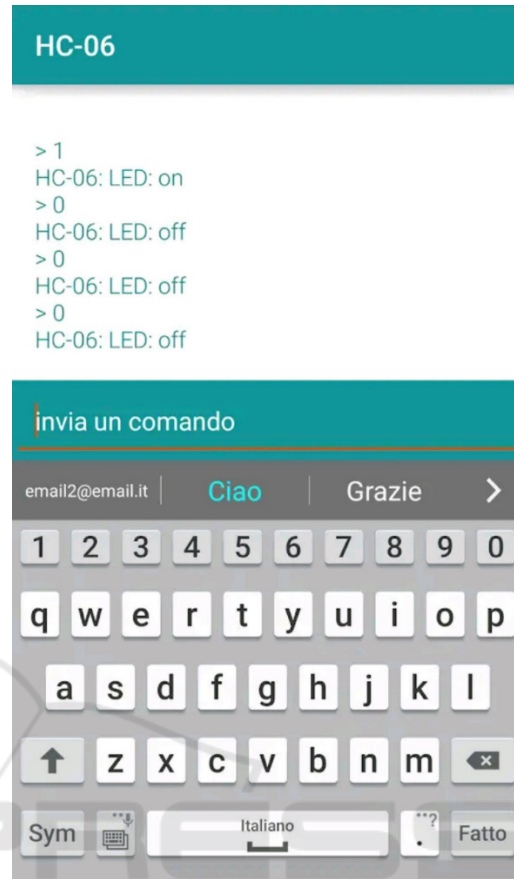 HC-06
> 1
HC-06: LED: on
> 0
HC-06: LED: off
> 0
HC-06: LED: off
> 0
HC-06: LED: off
invia un comando
email2@email.it Ciao Grazie >
1 2 3 4 5 6 7 8 9 0
q w e r t y u i o p
a s d f g h j k l
z x c v b n m
Sym Italiano . ? Fatto